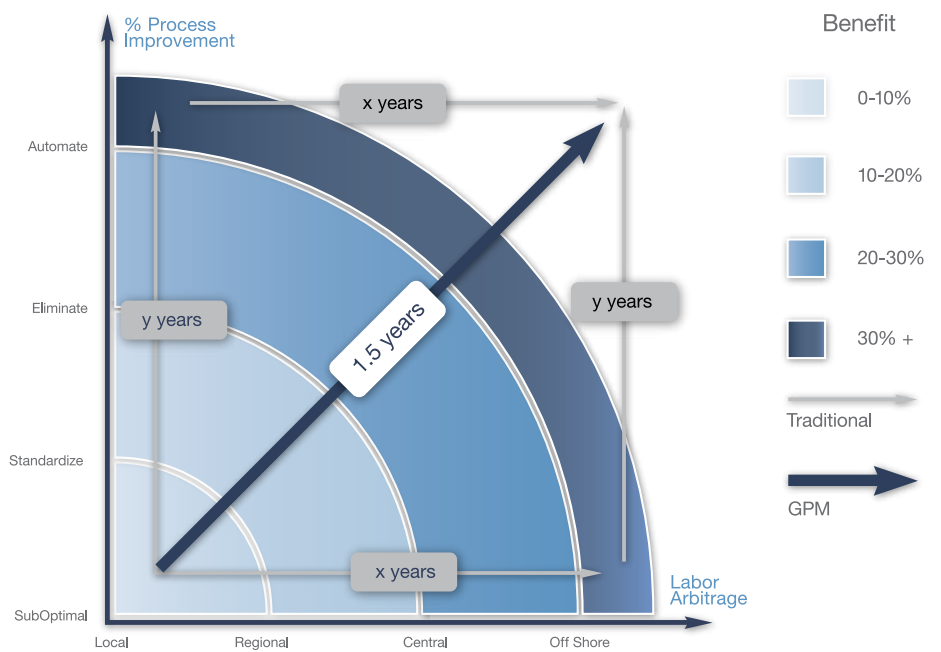 % Process
Improvement
Benefit
x years
0-10%
Automate
10-20%
20-30%
Eliminate
y years
y years
1.5 years
30% +
Traditional
Standardize
GPM
x years
Labor
Arbitrage
SubOptimal
Local
Regional
Central
Off Shore